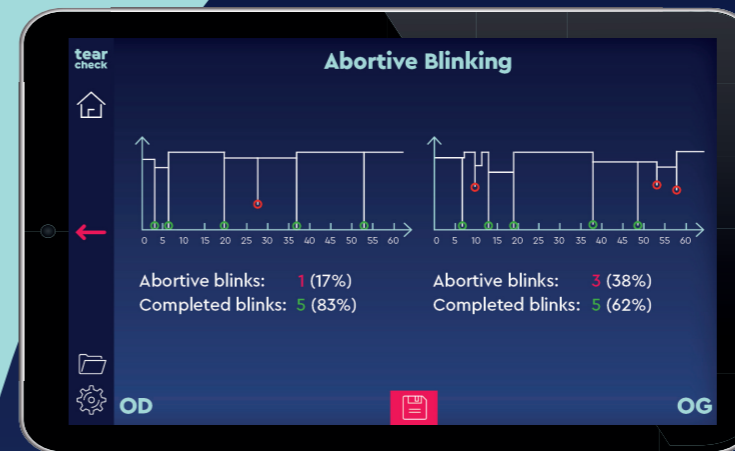 tear
check
Abortive Blinking
0 5 10 15 20 25 30 35 40 45 50 55 60
0 5 10 15 20 25 30 35 40 45 50 55 60
Abortive blinks: 1 (17%)
Completed blinks: 5 (83%)
Abortive blinks: 3 (38%)
Completed blinks: 5 (62%)
OD
OG